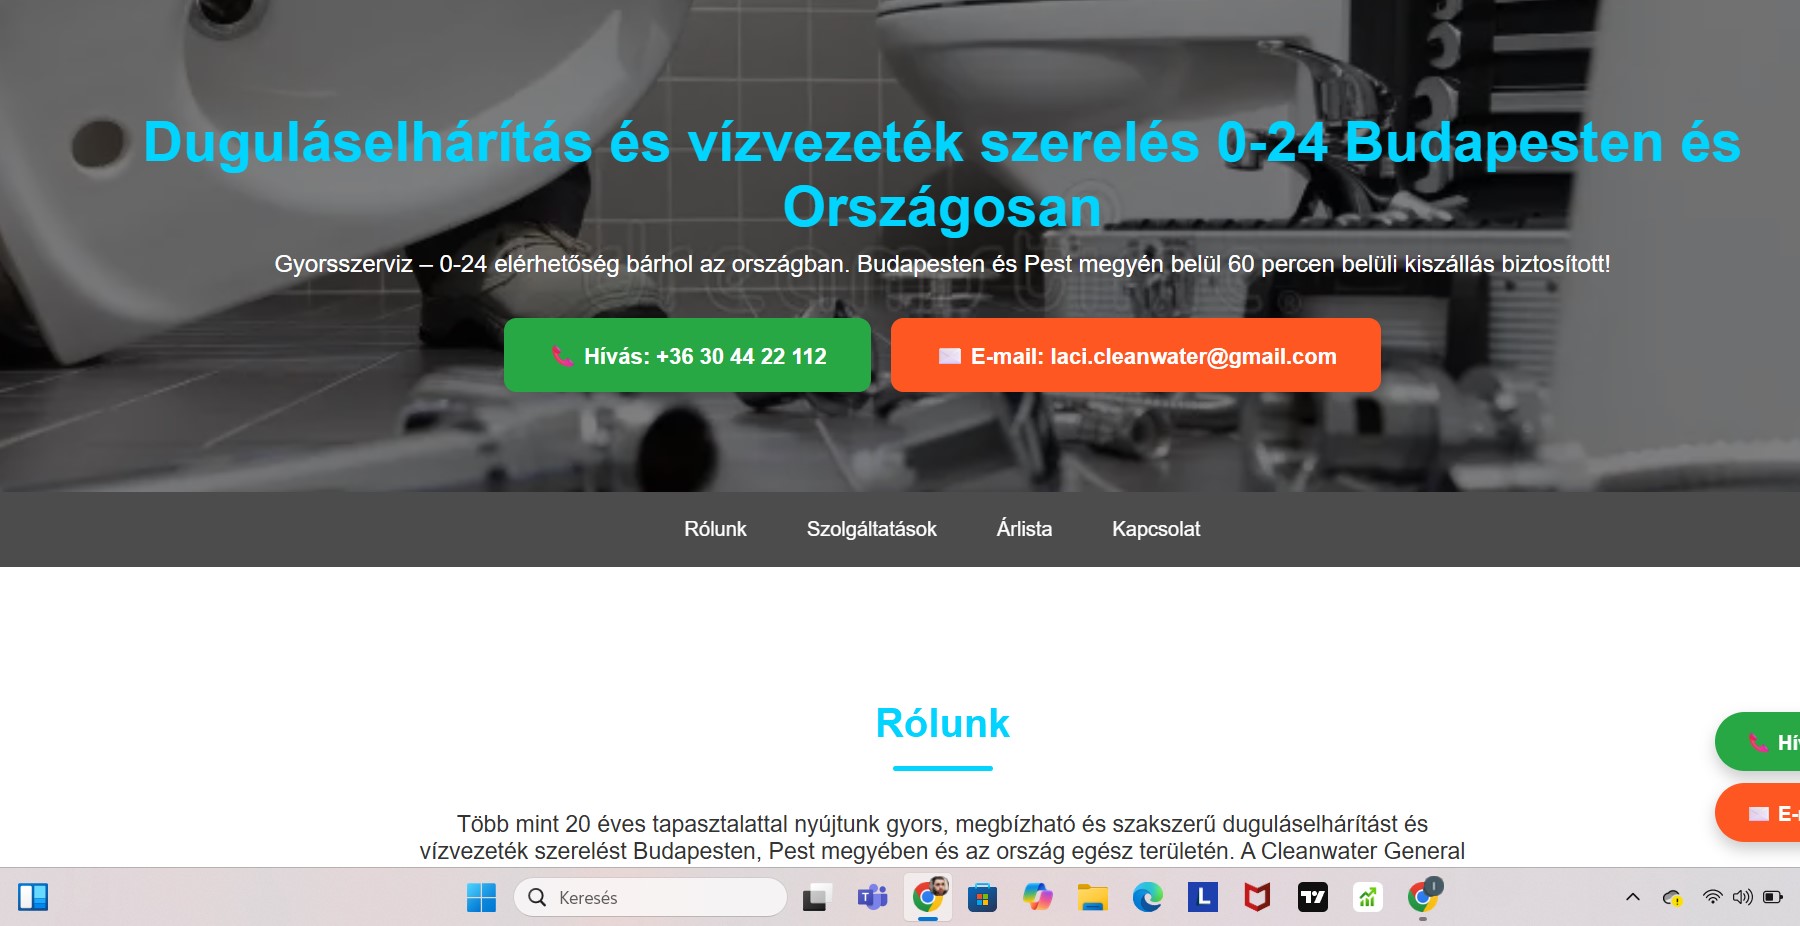 Duguláselhárítás és vízvezeték szerelés 0-24 Budapesten és
Országosan
Gyorsszerviz – 0-24 elérhetőség bárhol az országban. Budapesten és Pest megyén belül 60 percen belüli kiszállás biztosított!
dreamstime.
Hívás: +36 30 44 22 112
E-mail: laci.cleanwater@gmail.com
Rólunk
Szolgáltatások
Árlista
Kapcsolat
Rólunk
Hív
E-
Több mint 20 éves tapasztalattal nyújtunk gyors, megbízható és szakszerű duguláselhárítást és
vízvezeték szerelést Budapesten, Pest megyében és az ország egész területén. A Cleanwater General
Keresés